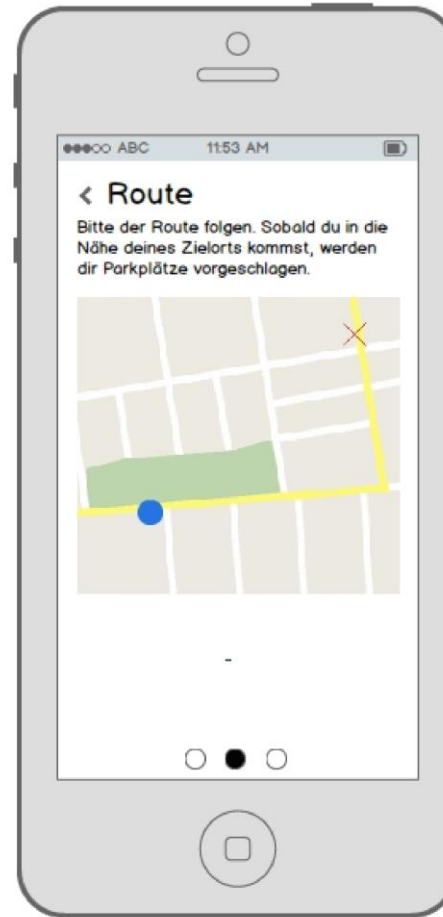 ABC 11:53 AM
< Route
Bitte der Route folgen. Sobald du in die
Nähe deines Zielorts kommst, werden
dir Parkplätze vorgeschlagen.
-